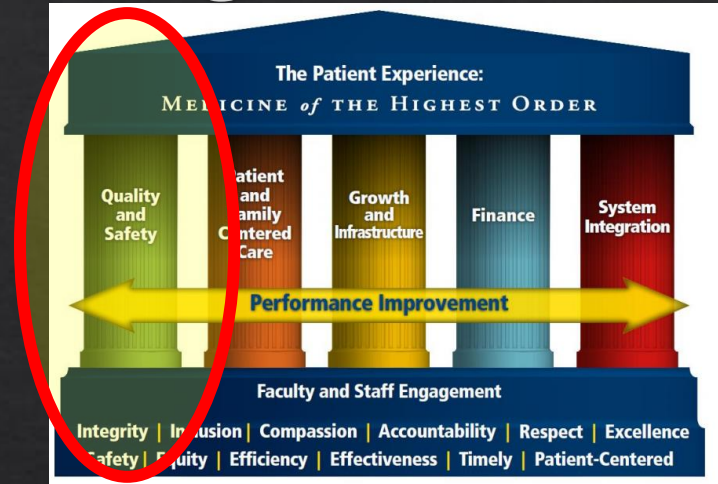 The Patient Experience:
MEDICINE of THE HIGHEST ORDER
Quality
and
Safety
Patient
and
Family
Centered
Care
Growth
and
Infrastructure
Finance
System
Integration
Performance Improvement
Faculty and Staff Engagement
Integrity | Inclusion | Compassion | Accountability | Respect | Excellence
Safety | Equity | Efficiency | Effectiveness | Timely | Patient-Centered